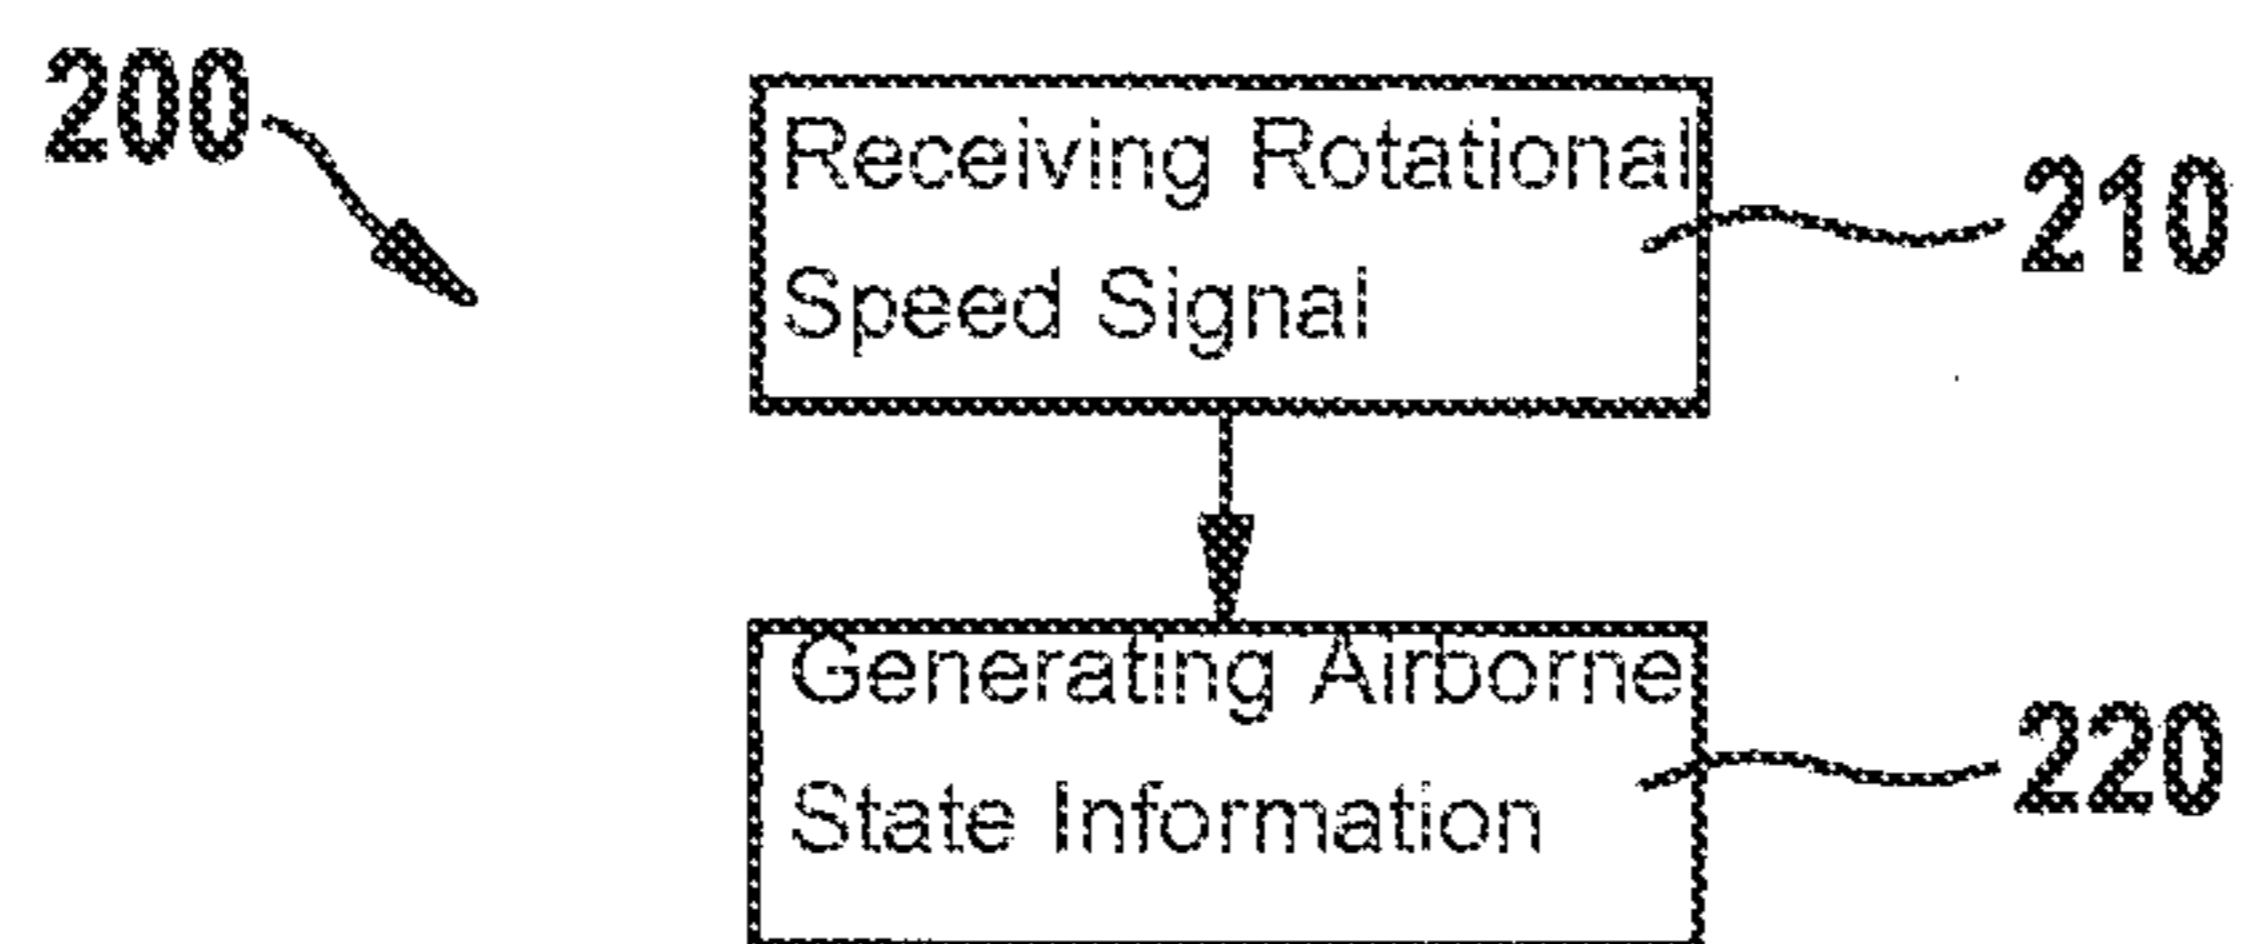 200
Receiving Rotational
Speed Signal
210
Generating Airborne
State Information
220